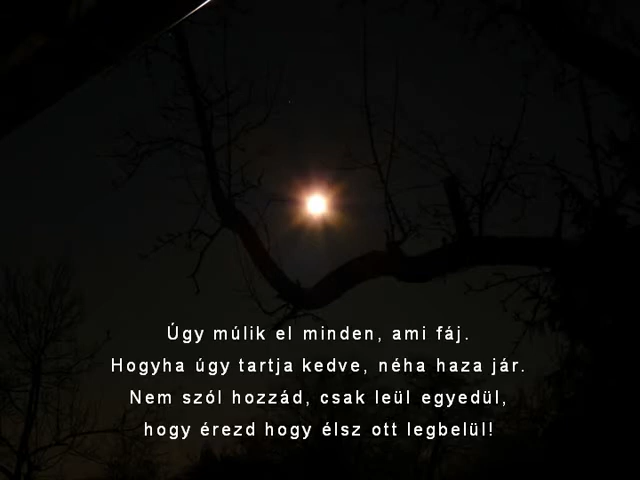 Úgy múlik el minden, ami fáj.
Hogyha úgy tartja kedve, néha haza jár.
Nem szól hozzád, csak leül egyedül,
hogy érezd hogy élsz ott legbelül!